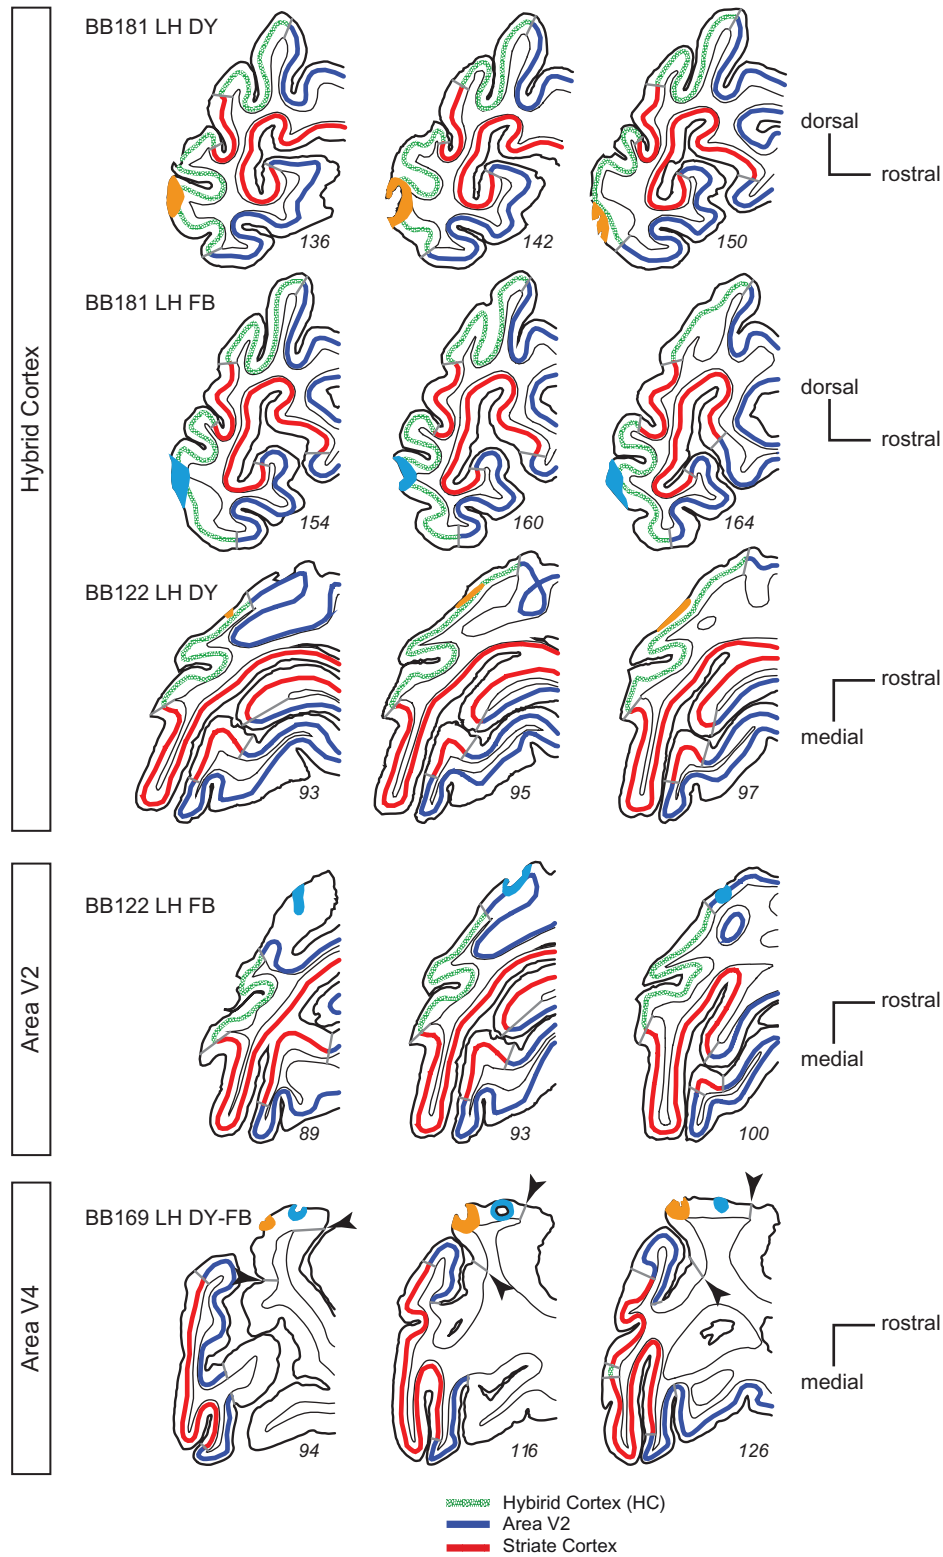 Hybrid Cortex
BB181 LH DY
136
142
150
dorsal
rostral
BB181 LH FB
154
160
164
dorsal
rostral
BB122 LH DY
93
95
97
rostral
medial
Area V2
BB122 LH FB
89
93
100
rostral
medial
Area V4
BB169 LH DY-FB
94
116
126
rostral
medial
Hybirid Cortex (HC)
Area V2
Striate Cortex